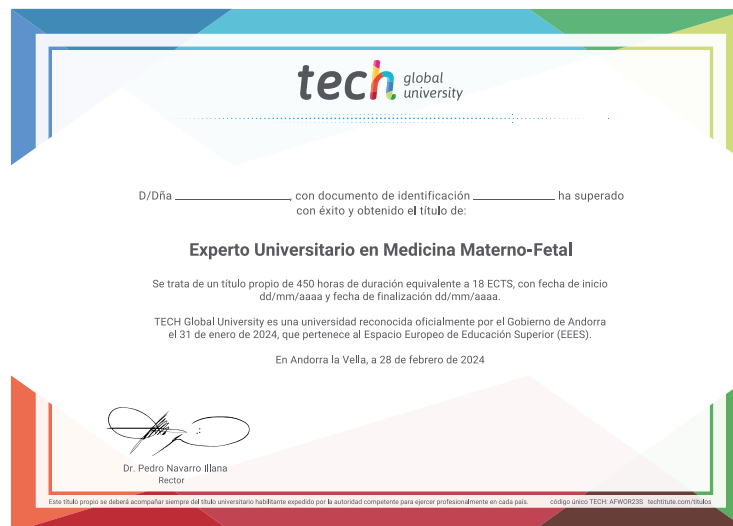 tech global
university
D/Dña ____________________, con documento de identificación ______________ ha superado
con éxito y obtenido el título de:
Experto Universitario en Medicina Materno-Fetal
Se trata de un título propio de 450 horas de duración equivalente a 18 ECTS, con fecha de inicio
dd/mm/aaaa y fecha de finalización dd/mm/aaaa.
TECH Global University es una universidad reconocida oficialmente por el Gobierno de Andorra
el 31 de enero de 2024, que pertenece al Espacio Europeo de Educación Superior (EEES).
En Andorra la Vella, a 28 de febrero de 2024
Dr. Pedro Navarro Illana
Rector
Este título propio se deberá acompañar siempre del título universitario habilitante expedido por la autoridad competente para ejercer profesionalmente en cada país. código único TECH: AFWOR23S techtitute.com/titulos